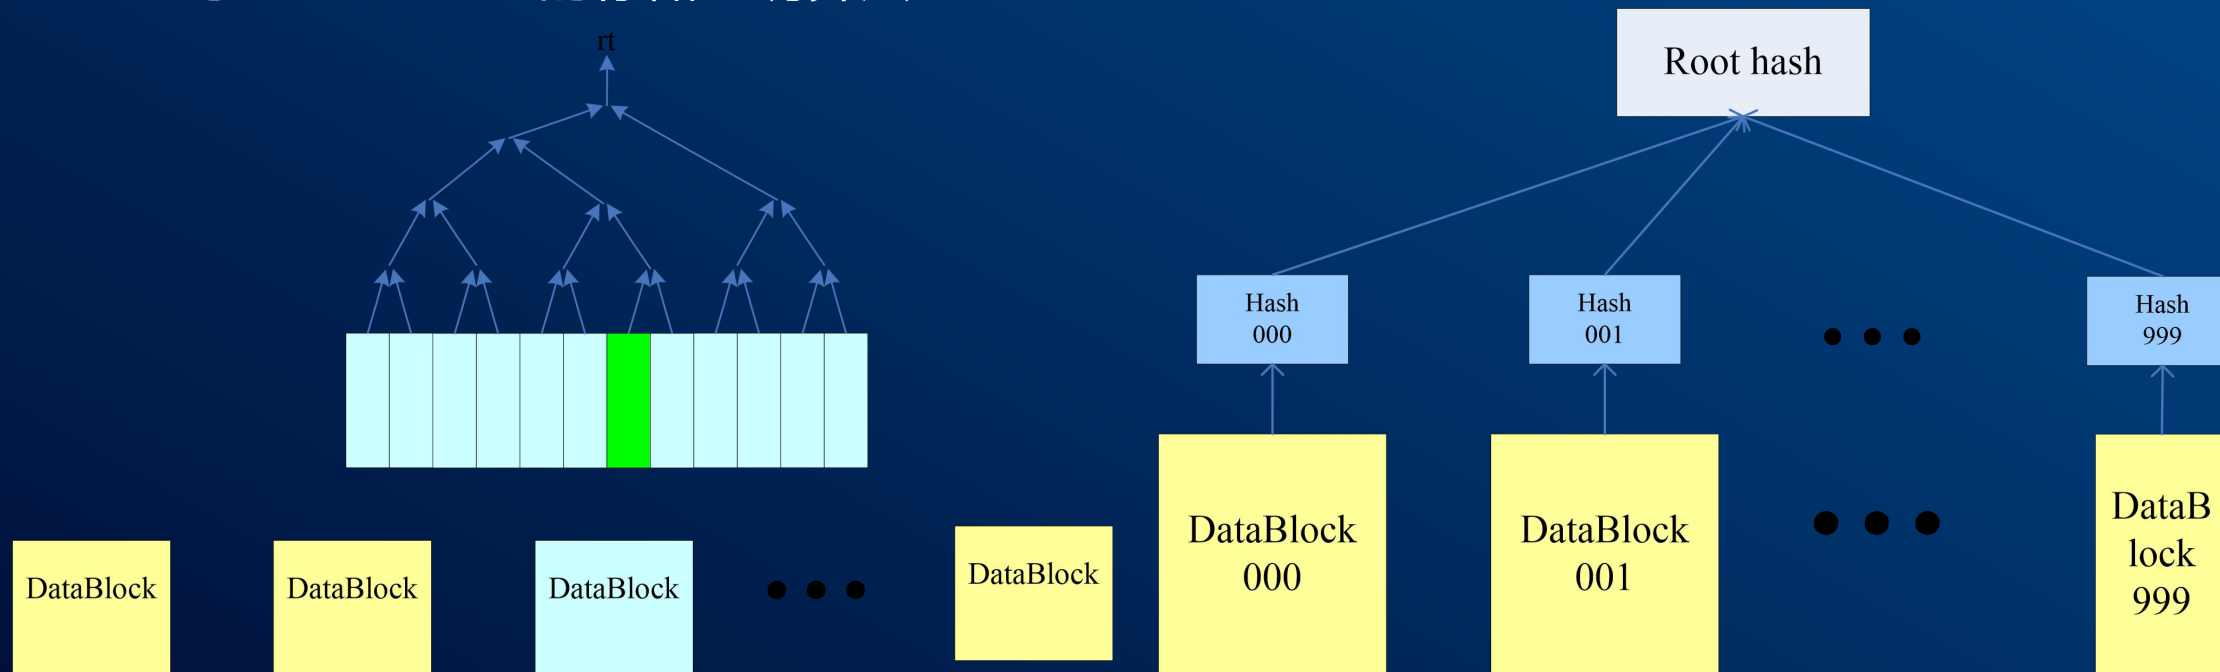 rt
Root hash
Hash
000
Hash
001
Hash
999
DataBlock
000
DataBlock
001
DataB
lock
999
DataBlock
DataBlock
DataBlock
DataBlock